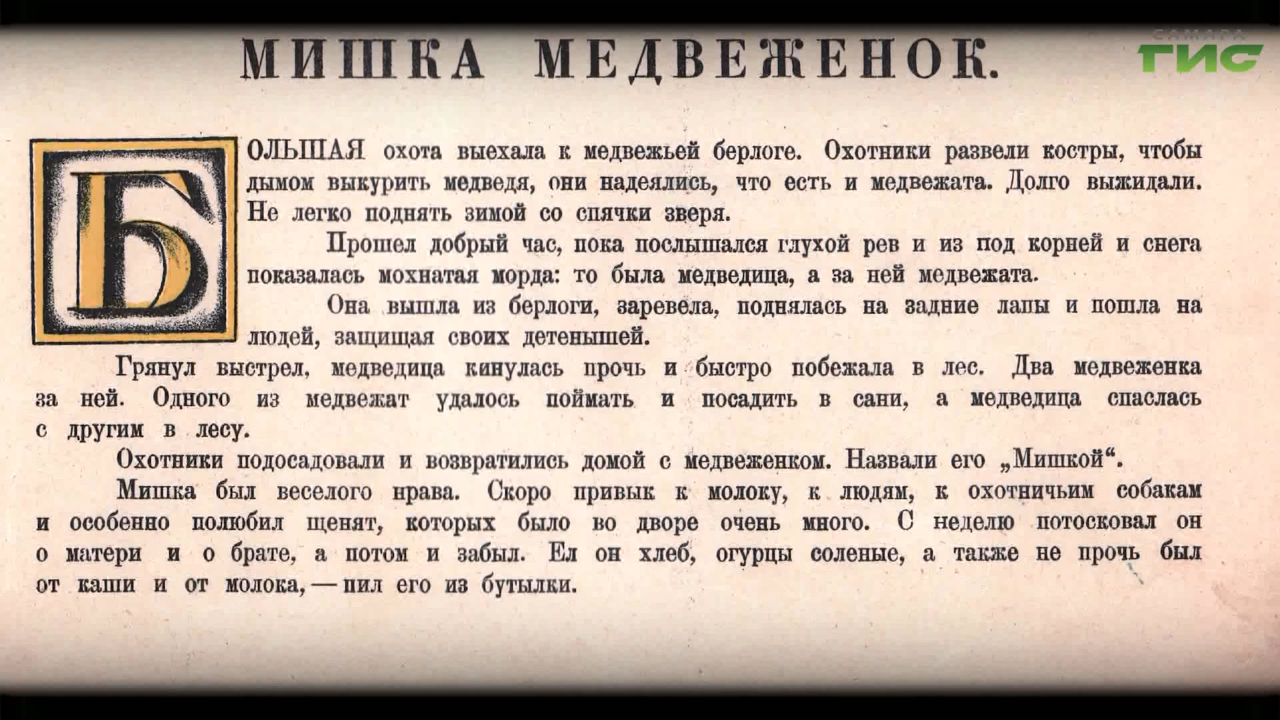 САМАРА
ГИС
МИШКА МЕДВЕЖЕНОК.
БОЛЬШАЯ охота выехала к медвежьей берлоге. Охотники развели костры, чтобы
дымом выкурить медведя, они надеялись, что есть и медвежата. Долго выжидали.
Не легко поднять зимой со спячки зверя.
Прошел добрый час, пока послышался глухой рев и из под корней и снега
показалась мохнатая морда: то была медведица, а за ней медвежата.
Она вышла из берлоги, заревела, поднялась на задние лапы и пошла на
людей, защищая своих детенышей.
Грянул выстрел, медведица кинулась прочь и быстро побежала в лес. Два медвеженка
за ней. Одного из медвежат удалось поймать и посадить в сани, а медведица спаслась
с другим в лесу.
Охотники подосадовали и возвратились домой с медвеженком. Назвали его „Мишкой“.
Мишка был веселого нрава. Скоро привык к молоку, к людям, к охотничьим собакам
и особенно полюбил щенят, которых было во дворе очень много. С неделю потосковал он
о матери и о брате, а потом и забыл. Ел он хлеб, огурцы соленые, а также не прочь был
от каши и от молока, — пил его из бутылки.